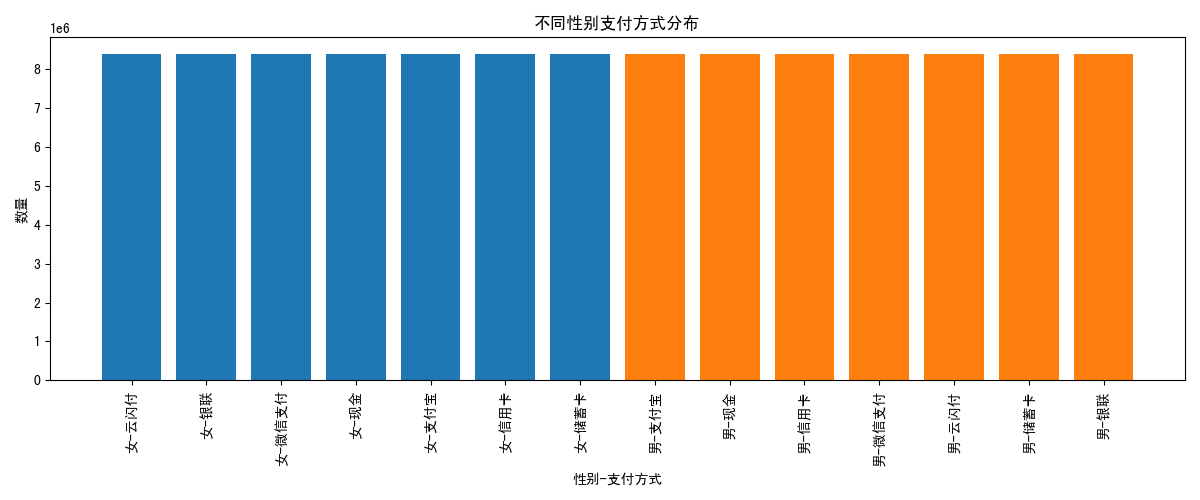 不同性别支付方式分布
1e6
8
7
6
5
4
3
2
1
0
数量
女-云闪付
女-银联
女-微信支付
女-现金
女-支付宝
女-信用卡
女-储蓄卡
男-支付宝
男-现金
男-信用卡
男-微信支付
男-云闪付
男-储蓄卡
男-银联
性别-支付方式